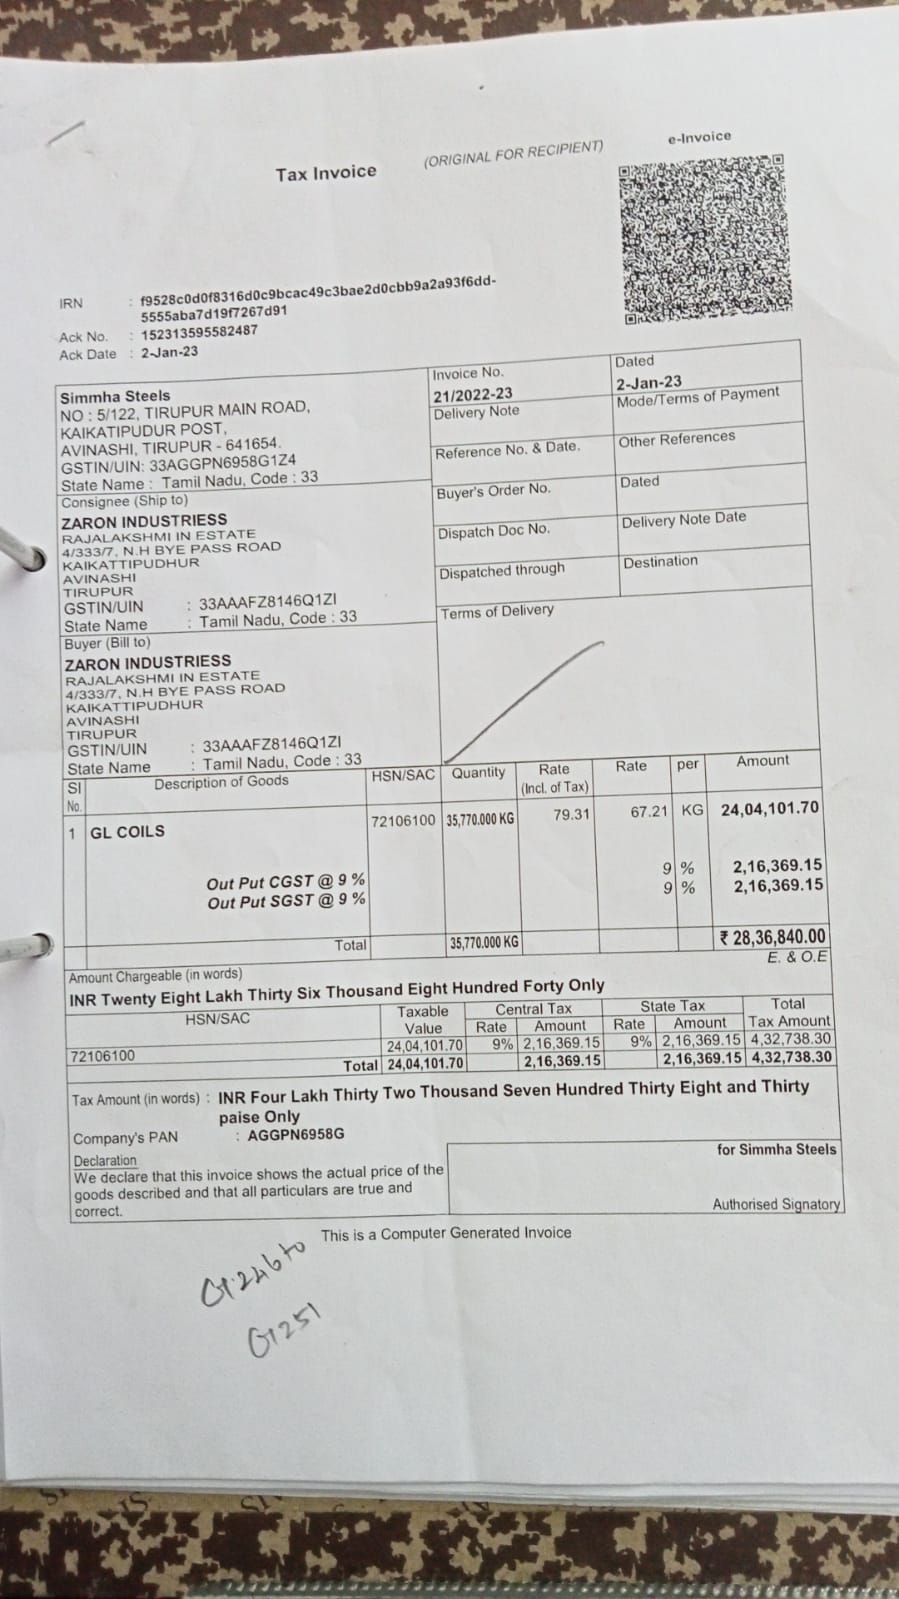 Tax Invoice
(ORIGINAL FOR RECIPIENT)
e-Invoice
IRN : f9528c0d0f8316d0c9bcac49c3bae2d0cbb9a2a93f6dd-
5555aba7d19f7267d91
Ack No. : 152313595582487
Ack Date : 2-Jan-23
Simmha Steels
NO : 5/122, TIRUPUR MAIN ROAD,
KAIKATIPUDUR POST,
AVINASHI, TIRUPUR - 641654.
GSTIN/UIN: 33AGGPN6958G1Z4
State Name : Tamil Nadu, Code : 33
Invoice No.
21/2022-23
Dated
2-Jan-23
Delivery Note
Mode/Terms of Payment
Reference No. & Date.
Other References
Buyer's Order No.
Dated
Dispatch Doc No.
Delivery Note Date
Dispatched through
Destination
Terms of Delivery
Consignee (Ship to)
ZARON INDUSTRIESS
RAJALAKSHMI IN ESTATE
4/333/7, N.H BYE PASS ROAD
KAIKATTIPUDHUR
AVINASHI
TIRUPUR
GSTIN/UIN : 33AAAFZ8146Q1ZI
State Name : Tamil Nadu, Code : 33
Buyer (Bill to)
ZARON INDUSTRIESS
RAJALAKSHMI IN ESTATE
4/333/7, N.H BYE PASS ROAD
KAIKATTIPUDHUR
AVINASHI
TIRUPUR
GSTIN/UIN : 33AAAFZ8146Q1ZI
State Name : Tamil Nadu, Code : 33
Sl No. Description of Goods HSN/SAC Quantity Rate (Incl. of Tax) Rate per Amount
1 GL COILS 72106100 35,770.000 KG 79.31 67.21 KG 24,04,101.70
Out Put CGST @ 9 % 9 % 2,16,369.15
Out Put SGST @ 9 % 9 % 2,16,369.15
Total 35,770.000 KG ₹ 28,36,840.00
E. & O.E
Amount Chargeable (in words)
INR Twenty Eight Lakh Thirty Six Thousand Eight Hundred Forty Only
HSN/SAC Taxable Value Central Tax State Tax Total Tax Amount
Rate Amount Rate Amount
72106100 24,04,101.70 9% 2,16,369.15 9% 2,16,369.15 4,32,738.30
Total 24,04,101.70 2,16,369.15 2,16,369.15 4,32,738.30
Tax Amount (in words) : INR Four Lakh Thirty Two Thousand Seven Hundred Thirty Eight and Thirty
paise Only
Company's PAN : AGGPN6958G
Declaration
We declare that this invoice shows the actual price of the
goods described and that all particulars are true and
correct.
for Simmha Steels
Authorised Signatory
This is a Computer Generated Invoice